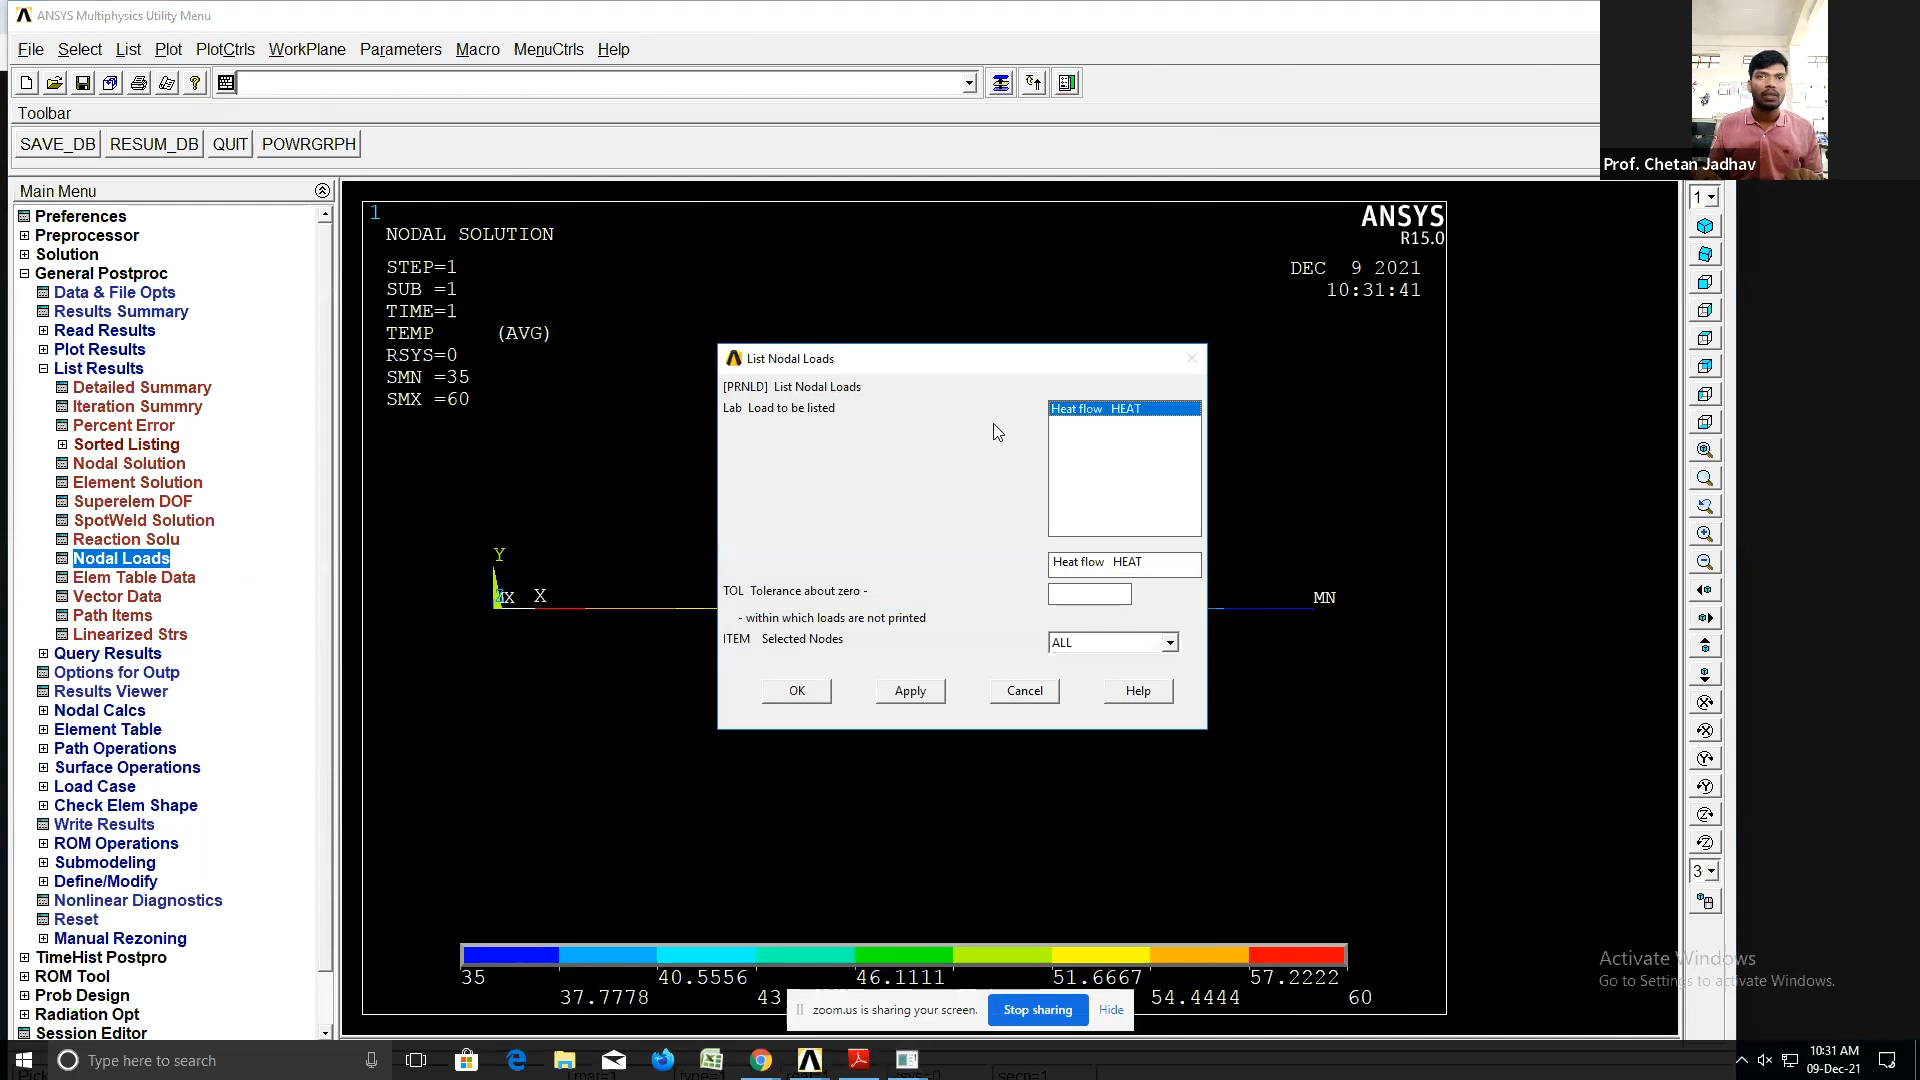 ANSYS Multiphysics Utility Menu
File Select List Plot PlotCtrls WorkPlane Parameters Macro MenuCtrls Help
Toolbar
SAVE_DB RESUM_DB QUIT POWRGRPH
Prof. Chetan Jadhav
Main Menu
Preferences
Preprocessor
Solution
General Postproc
Data & File Opts
Results Summary
Read Results
Plot Results
List Results
Detailed Summary
Iteration Summry
Percent Error
Sorted Listing
Nodal Solution
Element Solution
Superelem DOF
SpotWeld Solution
Reaction Solu
Nodal Loads
Elem Table Data
Vector Data
Path Items
Linearized Strs
Query Results
Options for Outp
Results Viewer
Nodal Calcs
Element Table
Path Operations
Surface Operations
Load Case
Check Elem Shape
Write Results
ROM Operations
Submodeling
Define/Modify
Nonlinear Diagnostics
Reset
Manual Rezoning
TimeHist Postpro
ROM Tool
Prob Design
Radiation Opt
Session Editor
1
NODAL SOLUTION
STEP=1
SUB =1
TIME=1
TEMP (AVG)
RSYS=0
SMN =35
SMX =60
ANSYS
R15.0
DEC 9 2021
10:31:41
Y
MX X
MN
List Nodal Loads
[PRNLD] List Nodal Loads
Lab Load to be listed
Heat flow HEAT
Heat flow HEAT
TOL Tolerance about zero -
- within which loads are not printed
ITEM Selected Nodes
ALL
OK Apply Cancel Help
35 40.5556 46.1111 51.6667 57.2222
37.7778 43 54.4444 60
zoom.us is sharing your screen. Stop sharing Hide
1
3
Activate Windows
Go to Settings to activate Windows.
Type here to search
10:31 AM
09-Dec-21